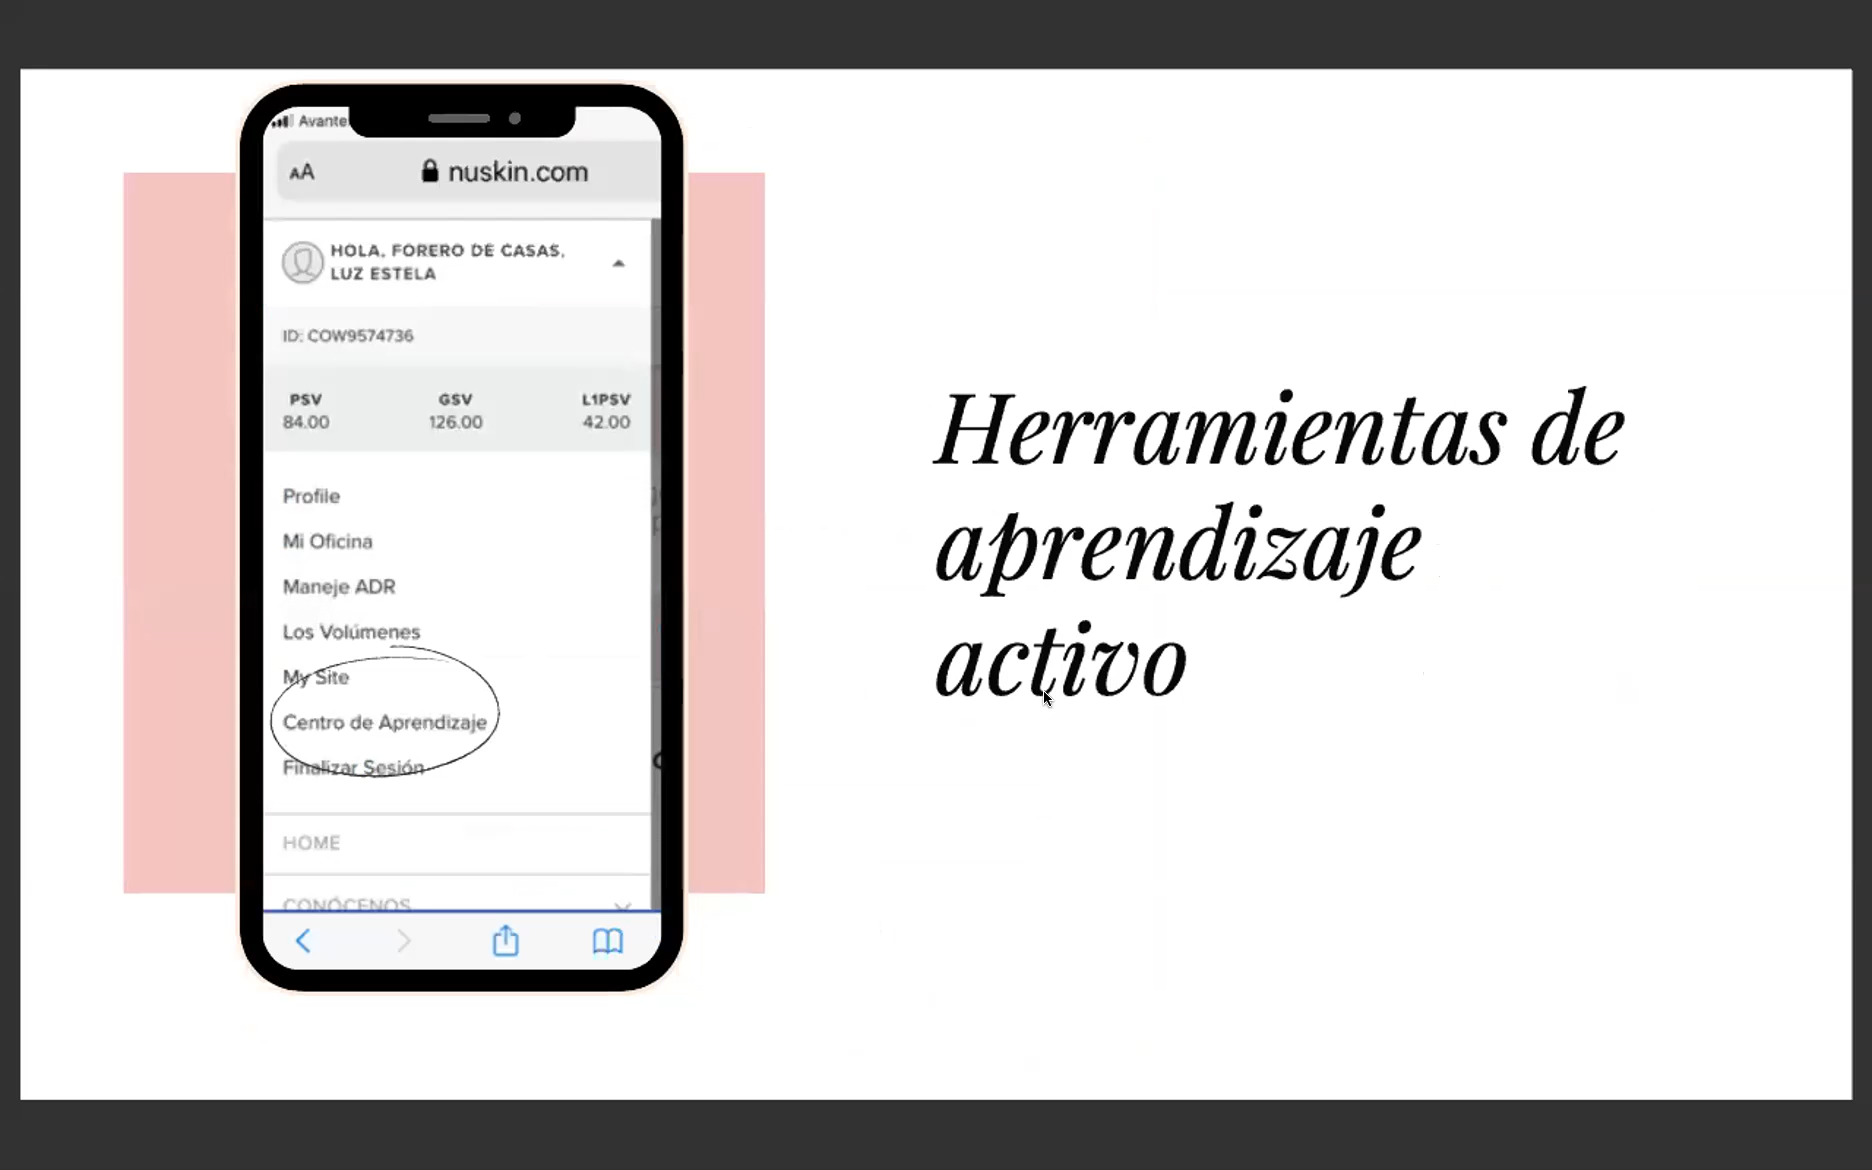 Avante
AA nuskin.com
HOLA, FORERO DE CASAS,
LUZ ESTELA
ID: COW9574736
PSV GSV L1PSV
84.00 126.00 42.00
Profile
Mi Oficina
Maneje ADR
Los Volúmenes
My Site
Centro de Aprendizaje
Finalizar Sesión
HOME
CONÓCENOS
Herramientas de
aprendizaje
activo